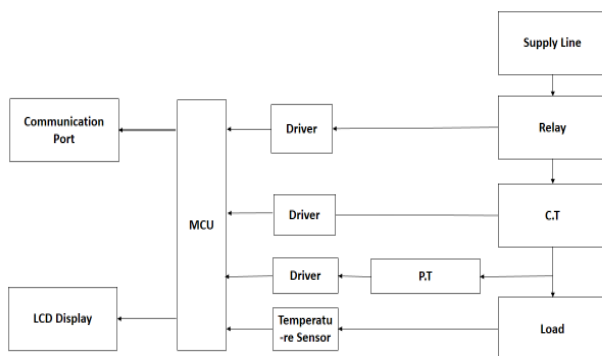 Supply Line
Communication
Port
Driver
Relay
MCU
Driver
C.T
Driver
P.T
LCD Display
Temperatu
-re Sensor
Load